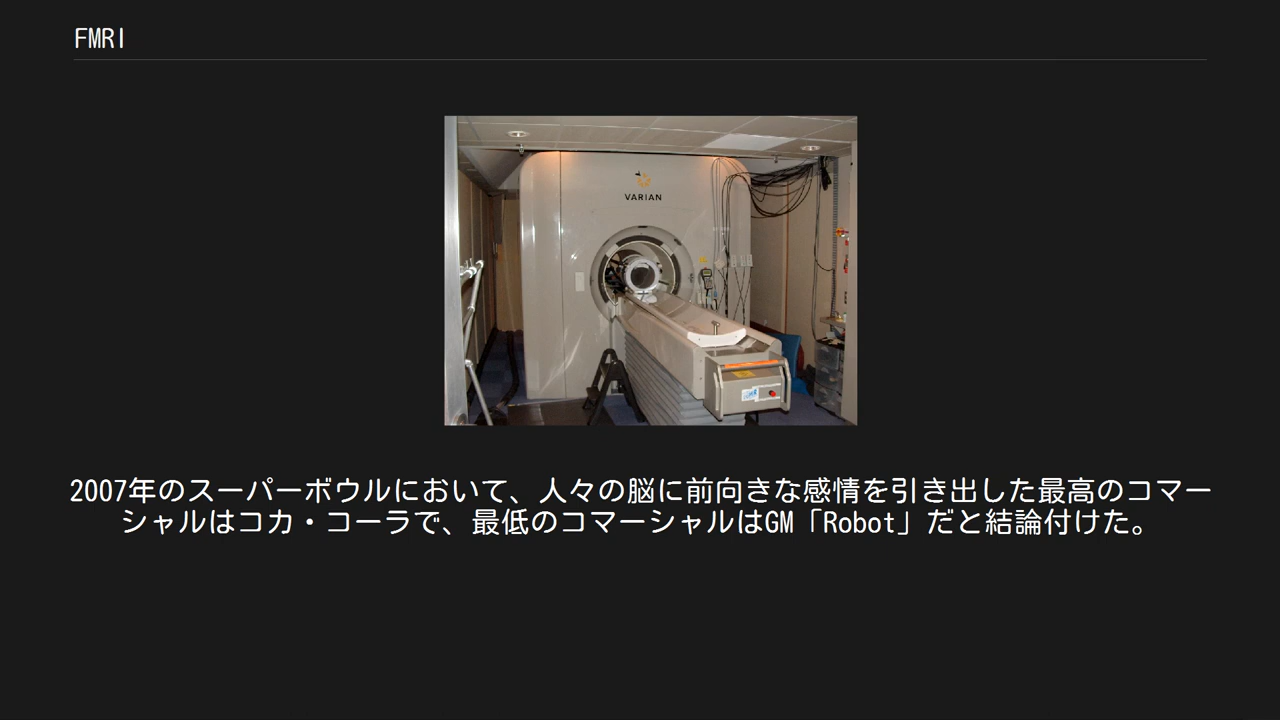 FMRI
VARIAN
2007年のスーパーボウルにおいて、人々の脳に前向きな感情を引き出した最高のコマー
シャルはコカ・コーラで、最低のコマーシャルはGM「Robot」だと結論付けた。